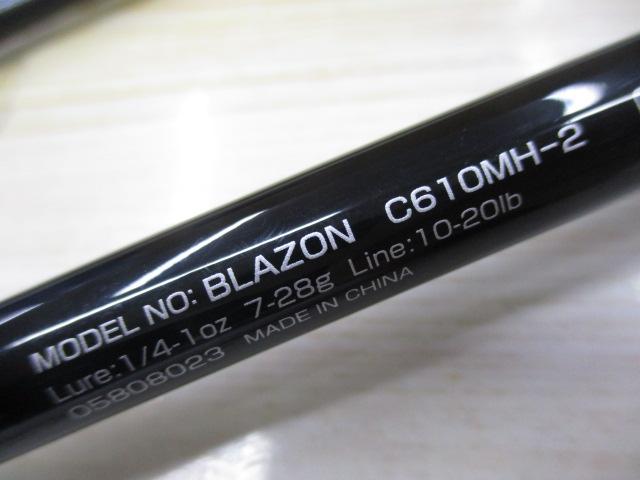 MODEL NO: BLAZON C610MH-2
Lure:1/4-1oz 7-28g Line:10-20lb
05808023 MADE IN CHINA